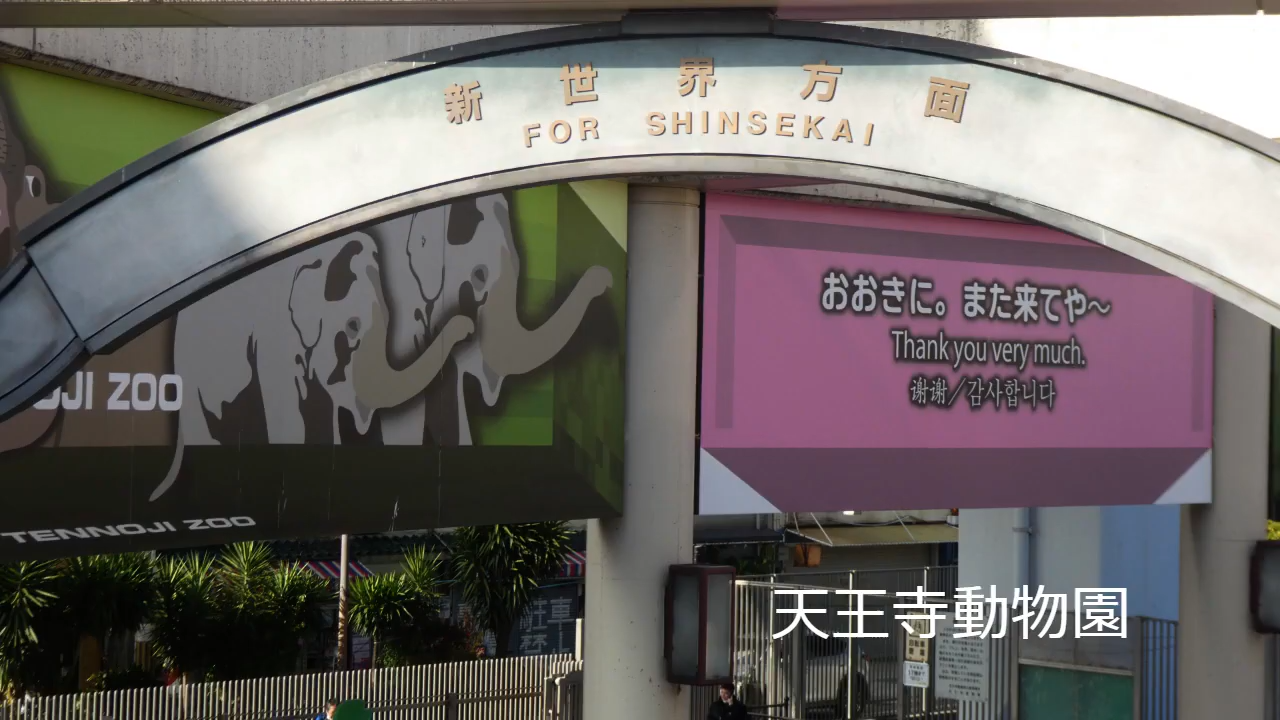 新世界方面
FOR SHINSEKAI
おおきに。また来てや～
Thank you very much.
谢谢／감사합니다
JI ZOO
TENNOJI ZOO
天王寺動物園